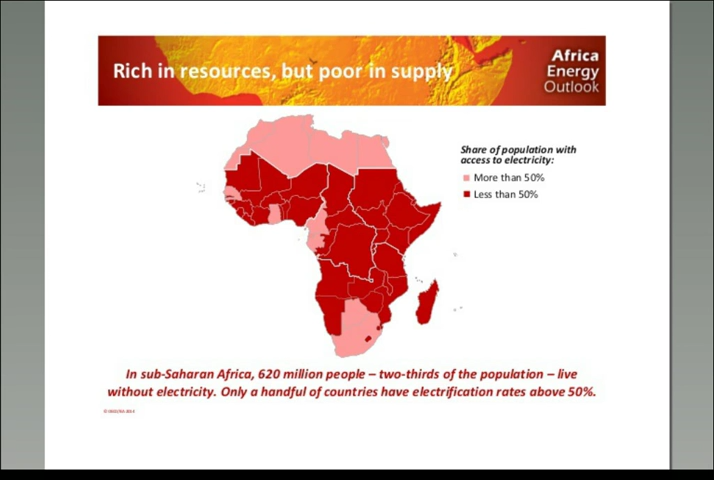 Rich in resources, but poor in supply
Africa
Energy
Outlook
Share of population with
access to electricity:
More than 50%
Less than 50%
In sub-Saharan Africa, 620 million people – two-thirds of the population – live
without electricity. Only a handful of countries have electrification rates above 50%.